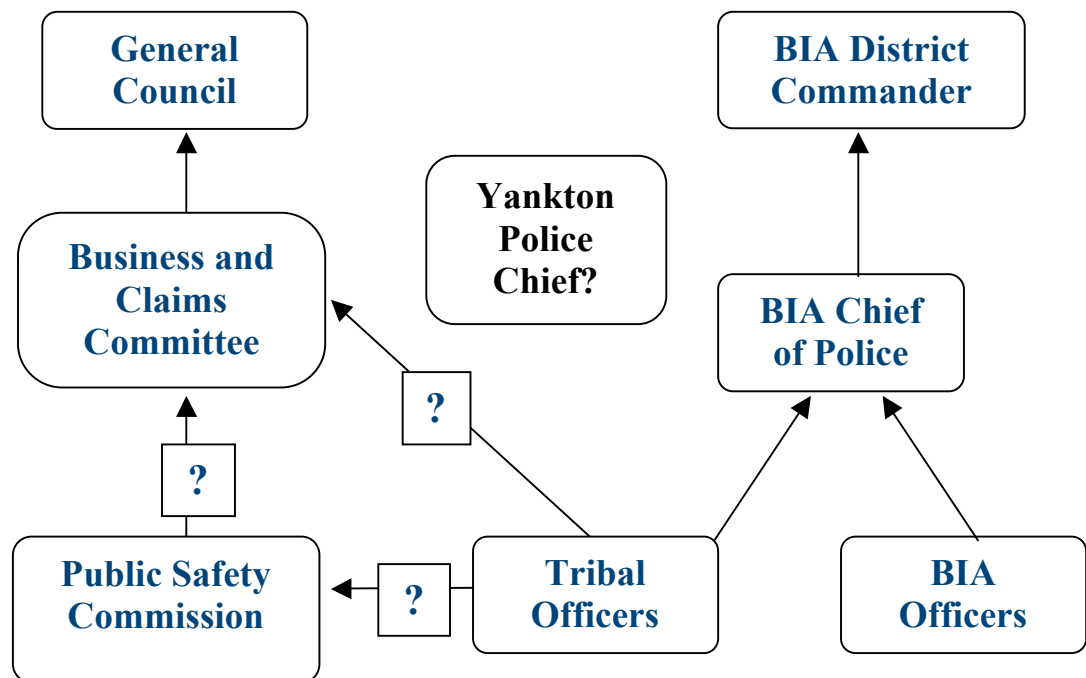 General
Council
BIA District
Commander
Yankton
Police
Chief?
Business and
Claims
Committee
BIA Chief
of Police
?
?
Public Safety
Commission
?
Tribal
Officers
BIA
Officers